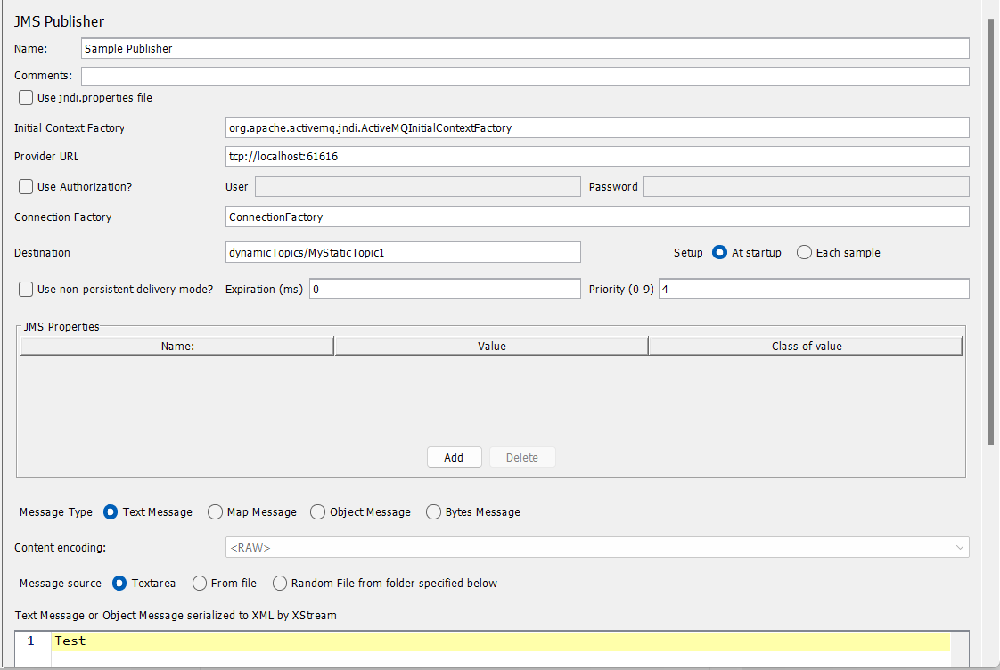 JMS Publisher
Name: Sample Publisher
Comments:
Use jndi.properties file
Initial Context Factory org.apache.activemq.jndi.ActiveMQInitialContextFactory
Provider URL tcp://localhost:61616
Use Authorization? User Password
Connection Factory ConnectionFactory
Destination dynamicTopics/MyStaticTopic1 Setup At startup Each sample
Use non-persistent delivery mode? Expiration (ms) 0 Priority (0-9) 4
JMS Properties
Name: Value Class of value
Add Delete
Message Type Text Message Map Message Object Message Bytes Message
Content encoding: <RAW>
Message source Textarea From file Random File from folder specified below
Text Message or Object Message serialized to XML by XStream
1 Test